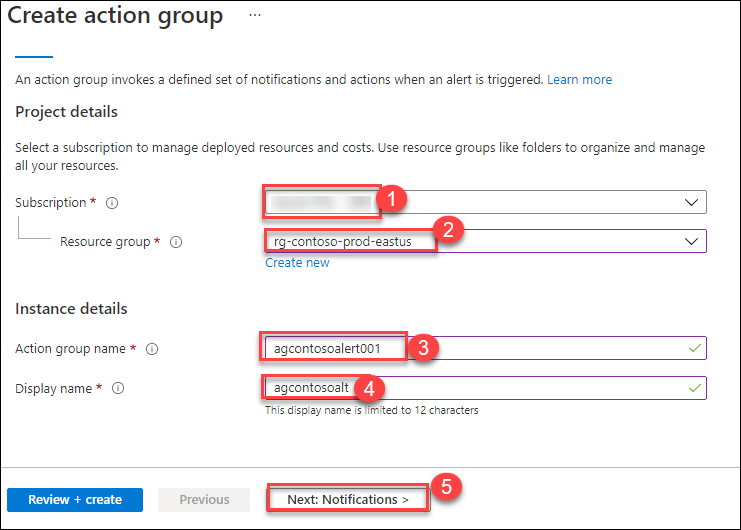 Create action group ...
An action group invokes a defined set of notifications and actions when an alert is triggered. Learn more
Project details
Select a subscription to manage deployed resources and costs. Use resource groups like folders to organize and manage
all your resources.
Subscription * 1
Resource group * rg-contoso-prod-eastus 2
Create new
Instance details
Action group name * agcontosoalert001 3
Display name * agcontosoalt 4
This display name is limited to 12 characters
Review + create Previous Next: Notifications > 5